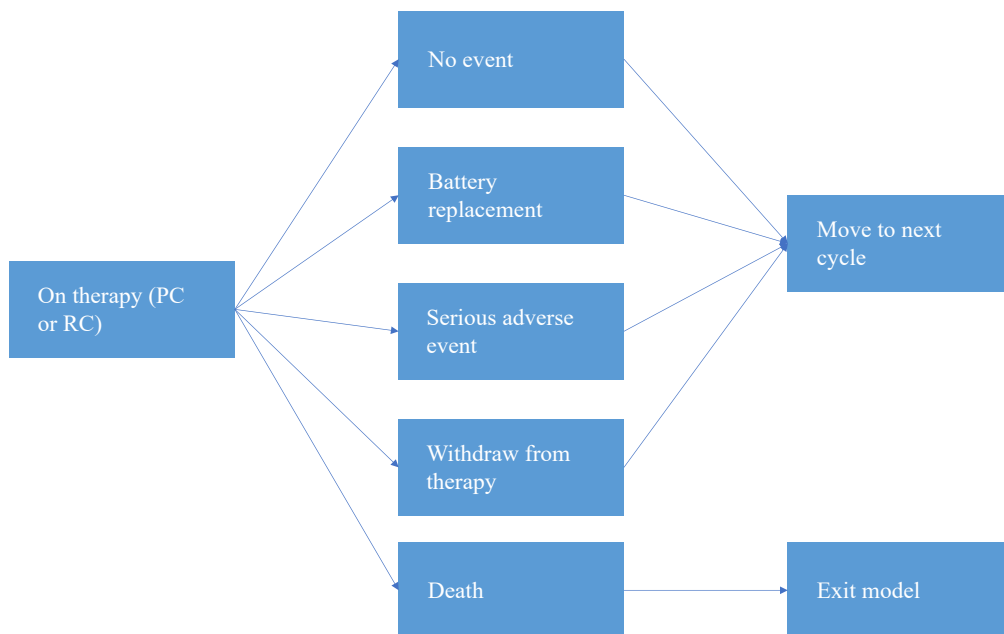 No event
Battery
replacement
On therapy (PC
or RC)
Serious adverse
event
Withdraw from
therapy
Death
Move to next
cycle
Exit model